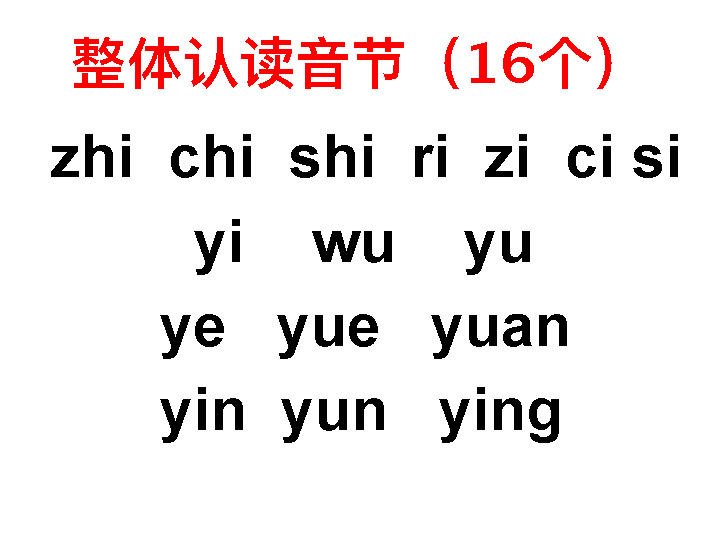 整体认读音节（16个）
zhi chi shi ri zi ci si
yi wu yu
ye yue yuan
yin yun ying